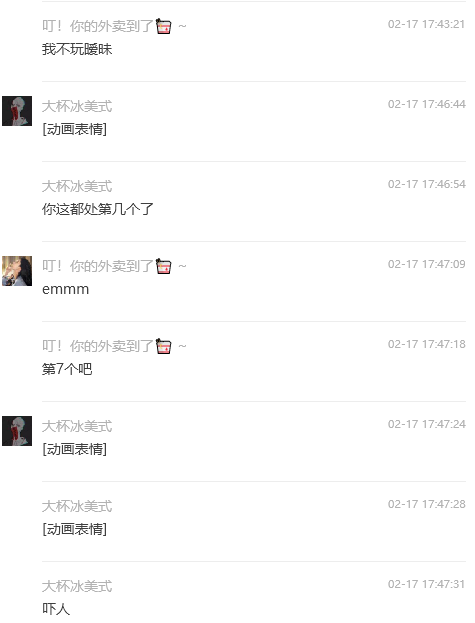 叮！你的外卖到了 ~
02-17 17:43:21
我不玩暧昧
大杯冰美式
02-17 17:46:44
[动画表情]
大杯冰美式
02-17 17:46:54
你这都处第几个了
叮！你的外卖到了 ~
02-17 17:47:09
emmm
叮！你的外卖到了 ~
02-17 17:47:18
第7个吧
大杯冰美式
02-17 17:47:24
[动画表情]
大杯冰美式
02-17 17:47:28
[动画表情]
大杯冰美式
02-17 17:47:31
吓人